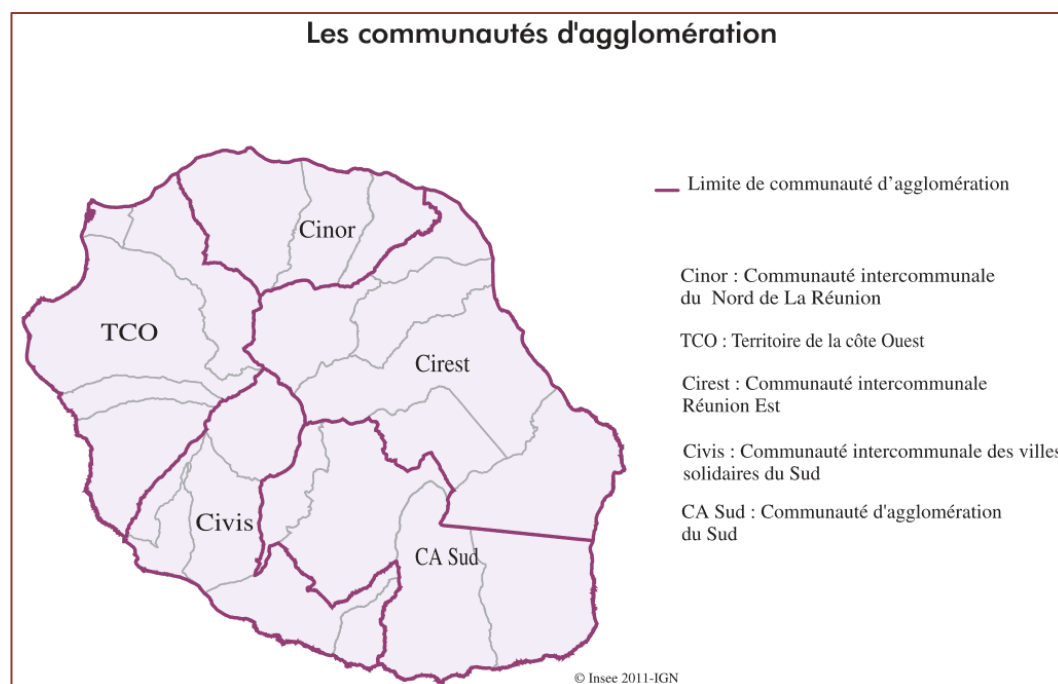 Les communautés d'agglomération
Limite de communauté d’agglomération
Cinor
TCO
Cirest
Civis
CA Sud
Cinor : Communauté intercommunale
du Nord de La Réunion
TCO : Territoire de la côte Ouest
Cirest : Communauté intercommunale
Réunion Est
Civis : Communauté intercommunale des villes
solidaires du Sud
CA Sud : Communauté d'agglomération
du Sud
© Insee 2011-IGN